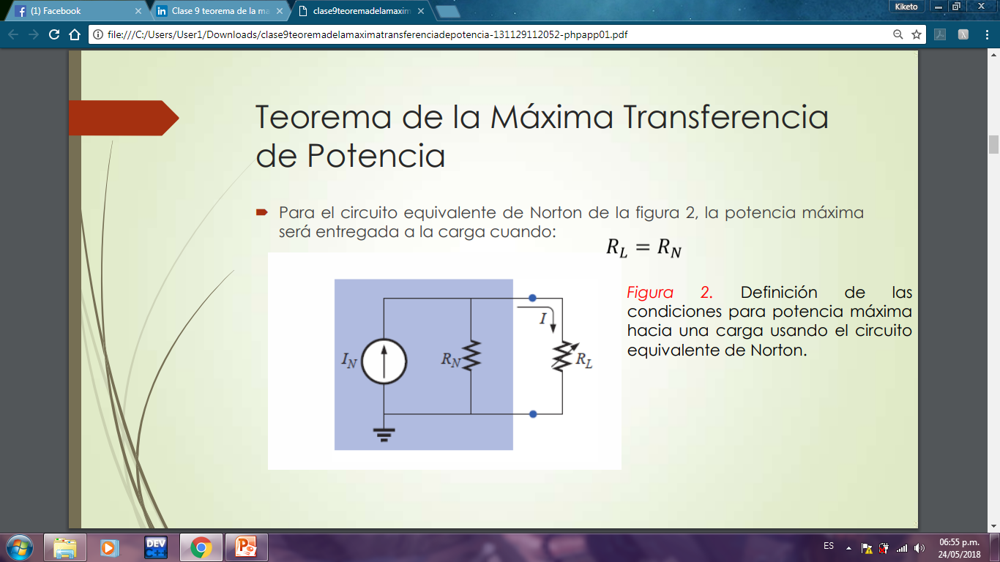 (1) Facebook
Clase 9 teorema de la ma
clase9teoremadelamaxim
Kiketo
file:///C:/Users/User1/Downloads/clase9teoremadelamaximatransferenciadepotencia-131129112052-phpapp01.pdf
Teorema de la Máxima Transferencia
de Potencia
Para el circuito equivalente de Norton de la figura 2, la potencia máxima
será entregada a la carga cuando:
R_L = R_N
Figura 2. Definición de las
condiciones para potencia máxima
hacia una carga usando el circuito
equivalente de Norton.
I
I_N
R_N
R_L
DEV
C++
ES
06:55 p.m.
24/05/2018